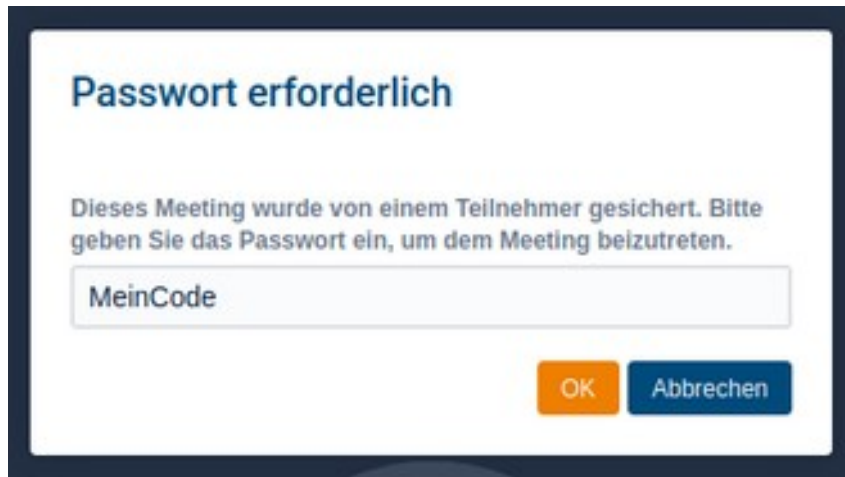 Passwort erforderlich
Dieses Meeting wurde von einem Teilnehmer gesichert. Bitte
geben Sie das Passwort ein, um dem Meeting beizutreten.
MeinCode
OK Abbrechen